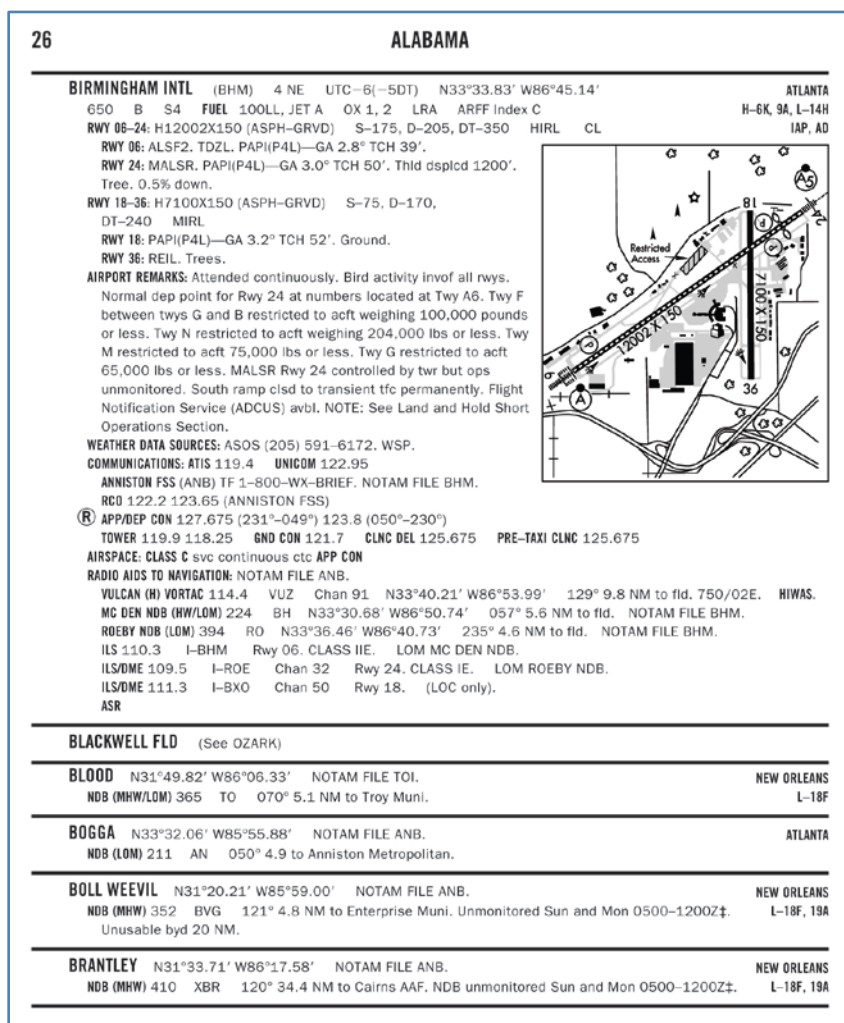 26
ALABAMA
BIRMINGHAM INTL (BHM) 4 NE UTC−6(−5DT) N33°33.83′ W86°45.14′ ATLANTA
650 B S4 FUEL 100LL, JET A OX 1, 2 LRA ARFF Index C H–6K, 9A, L–14H
RWY 06–24: H12002X150 (ASPH–GRVD) S–175, D–205, DT–350 HIRL CL IAP, AD
RWY 06: ALSF2. TDZL. PAPI(P4L)—GA 2.8° TCH 39′.
RWY 24: MALSR. PAPI(P4L)—GA 3.0° TCH 50′. Thld dsplcd 1200′.
Tree. 0.5% down.
RWY 18–36: H7100X150 (ASPH–GRVD) S–75, D–170,
DT–240 MIRL
RWY 18: PAPI(P4L)—GA 3.2° TCH 52′. Ground.
RWY 36: REIL. Trees.
AIRPORT REMARKS: Attended continuously. Bird activity invof all rwys.
Normal dep point for Rwy 24 at numbers located at Twy A6. Twy F
between twys G and B restricted to acft weighing 100,000 pounds
or less. Twy N restricted to acft weighing 204,000 lbs or less. Twy
M restricted to acft 75,000 lbs or less. Twy G restricted to acft
65,000 lbs or less. MALSR Rwy 24 controlled by twr but ops
unmonitored. South ramp clsd to transient tfc permanently. Flight
Notification Service (ADCUS) avbl. NOTE: See Land and Hold Short
Operations Section.
A5
18
24
P
P
Restricted
Access
7100 X 150
12002 X 150
P
6
A
36
WEATHER DATA SOURCES: ASOS (205) 591–6172. WSP.
COMMUNICATIONS: ATIS 119.4 UNICOM 122.95
ANNISTON FSS (ANB) TF 1–800–WX–BRIEF. NOTAM FILE BHM.
RCO 122.2 123.65 (ANNISTON FSS)
Ⓡ APP/DEP CON 127.675 (231°–049°) 123.8 (050°–230°)
TOWER 119.9 118.25 GND CON 121.7 CLNC DEL 125.675 PRE–TAXI CLNC 125.675
AIRSPACE: CLASS C svc continuous ctc APP CON
RADIO AIDS TO NAVIGATION: NOTAM FILE ANB.
VULCAN (H) VORTAC 114.4 VUZ Chan 91 N33°40.21′ W86°53.99′ 129° 9.8 NM to fld. 750/02E. HIWAS.
MC DEN NDB (HW/LOM) 224 BH N33°30.68′ W86°50.74′ 057° 5.6 NM to fld. NOTAM FILE BHM.
ROEBY NDB (LOM) 394 RO N33°36.46′ W86°40.73′ 235° 4.6 NM to fld. NOTAM FILE BHM.
ILS 110.3 I–BHM Rwy 06. CLASS IIE. LOM MC DEN NDB.
ILS/DME 109.5 I–ROE Chan 32 Rwy 24. CLASS IE. LOM ROEBY NDB.
ILS/DME 111.3 I–BXO Chan 50 Rwy 18. (LOC only).
ASR
BLACKWELL FLD (See OZARK)
BLOOD N31°49.82′ W86°06.33′ NOTAM FILE TOI. NEW ORLEANS
NDB (MHW/LOM) 365 TO 070° 5.1 NM to Troy Muni. L–18F
BOGGA N33°32.06′ W85°55.88′ NOTAM FILE ANB. ATLANTA
NDB (LOM) 211 AN 050° 4.9 to Anniston Metropolitan.
BOLL WEEVIL N31°20.21′ W85°59.00′ NOTAM FILE ANB. NEW ORLEANS
NDB (MHW) 352 BVG 121° 4.8 NM to Enterprise Muni. Unmonitored Sun and Mon 0500–1200Z‡. L–18F, 19A
Unusable byd 20 NM.
BRANTLEY N31°33.71′ W86°17.58′ NOTAM FILE ANB. NEW ORLEANS
NDB (MHW) 410 XBR 120° 34.4 NM to Cairns AAF. NDB unmonitored Sun and Mon 0500–1200Z‡. L–18F, 19A